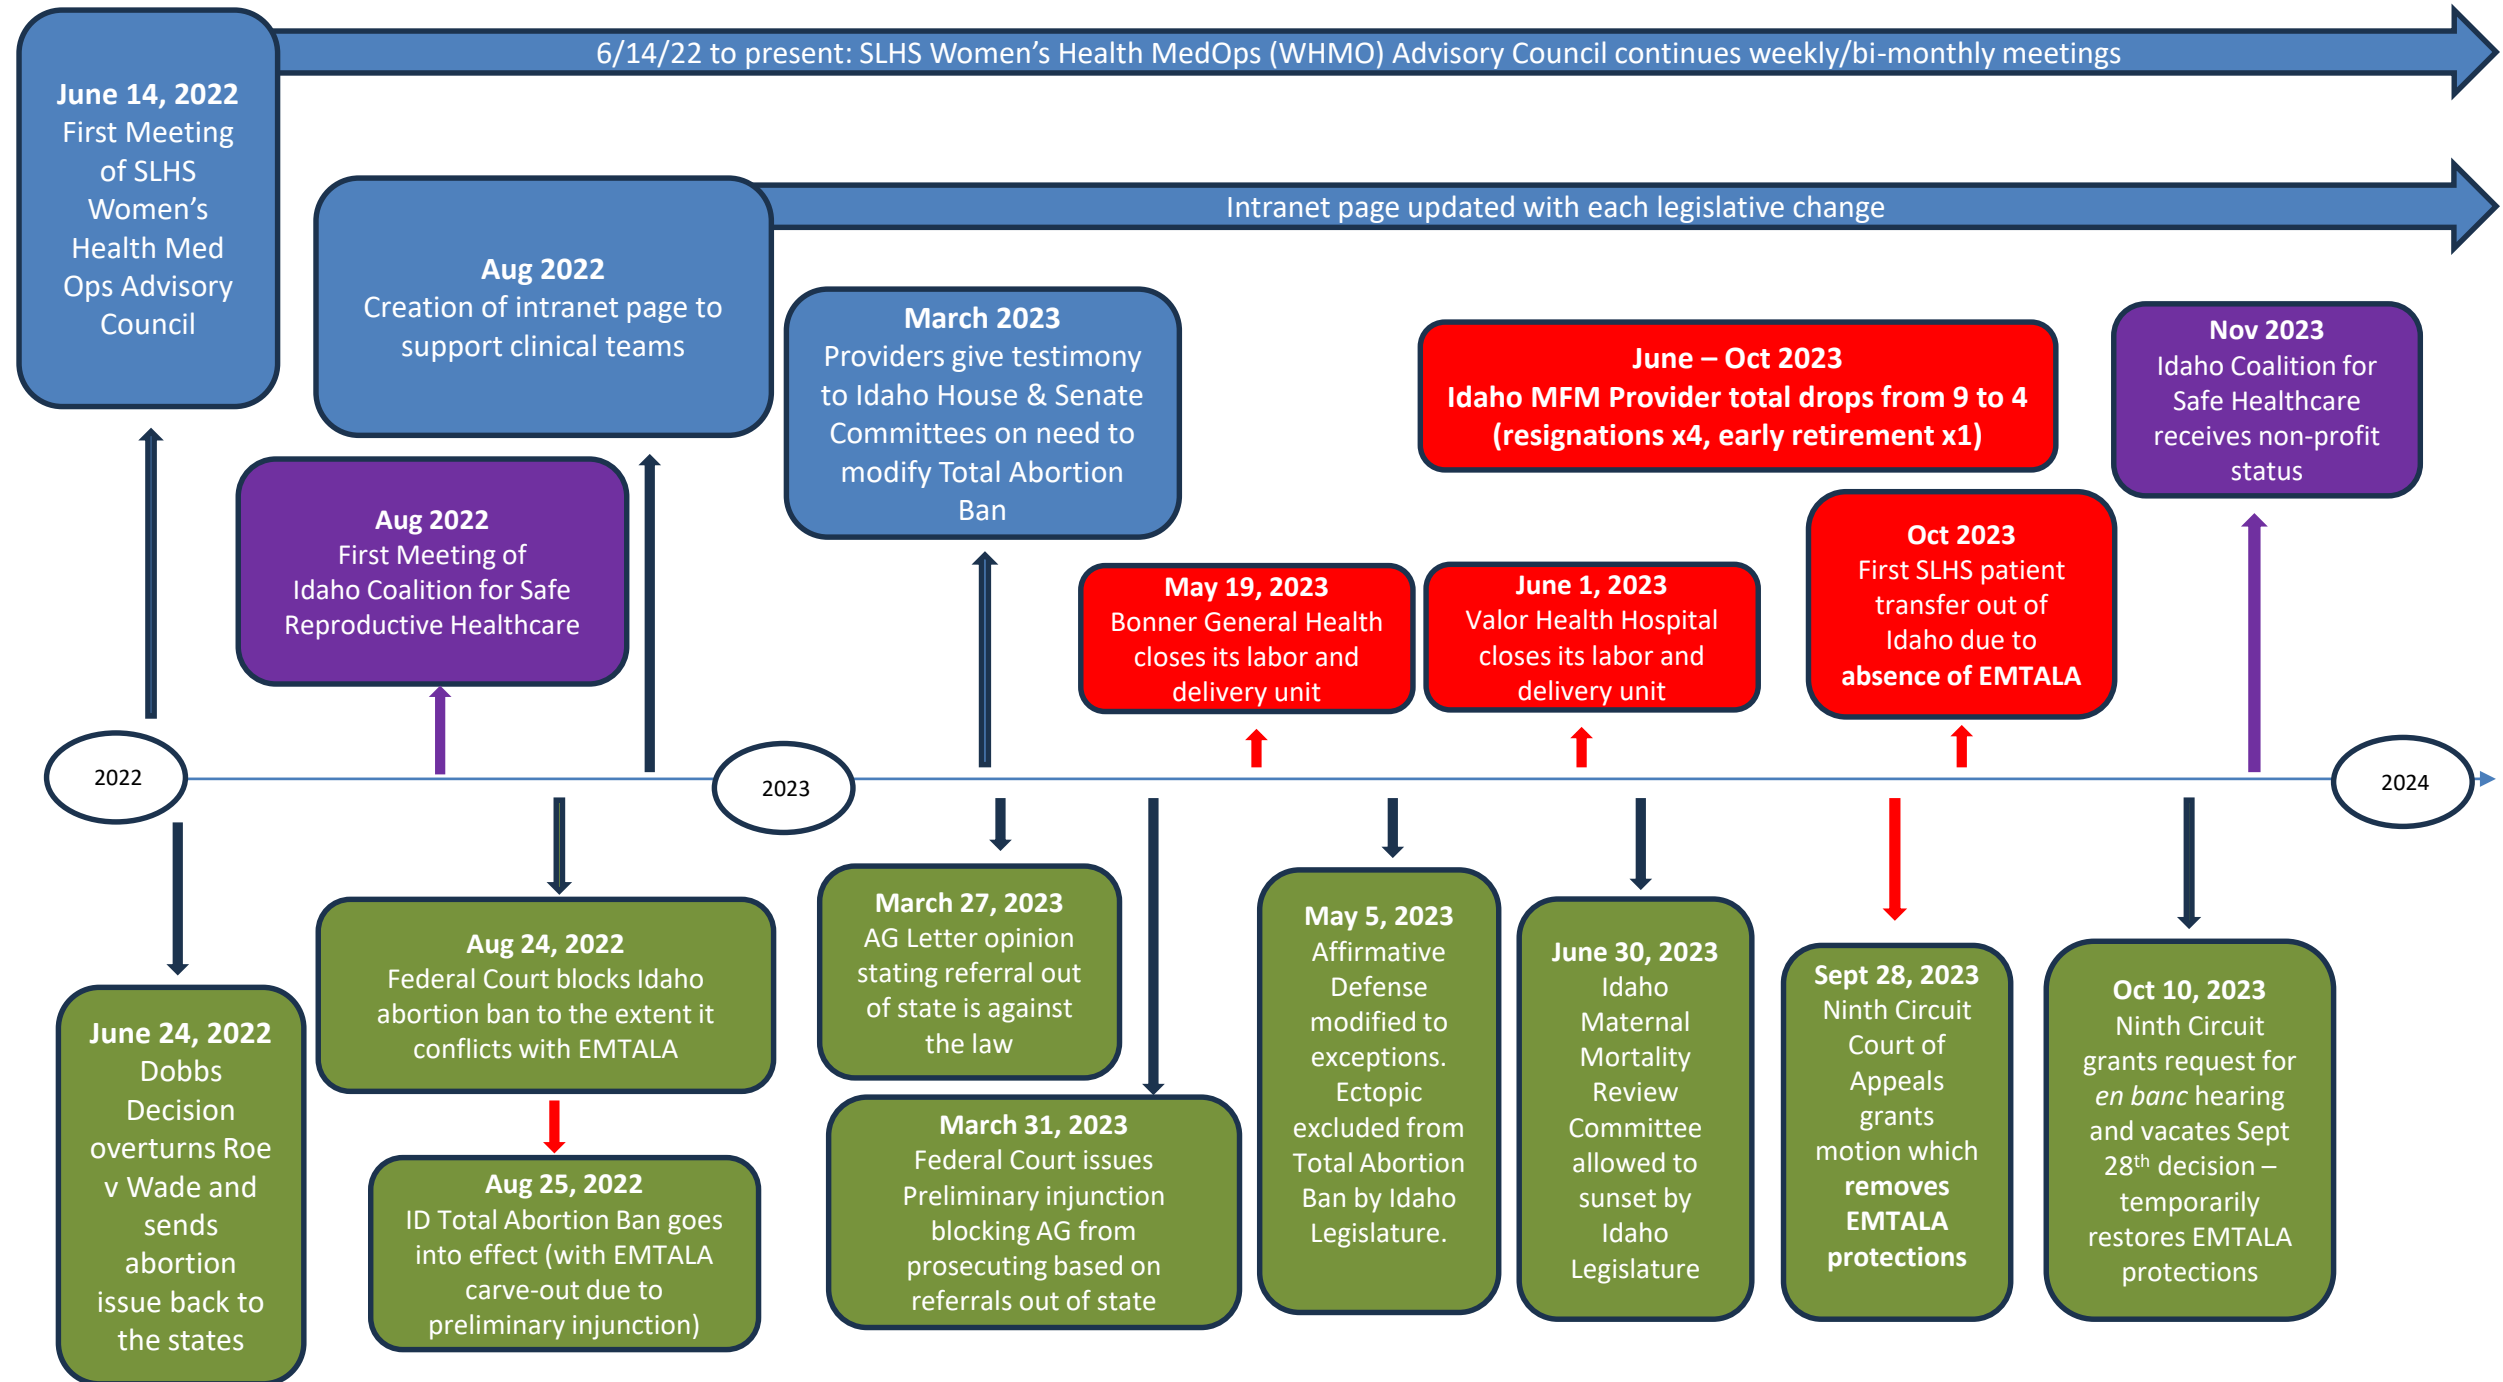 6/14/22 to present: SLHS Women’s Health MedOps (WHMO) Advisory Council continues weekly/bi-monthly meetings
June 14, 2022
First Meeting
of SLHS
Women’s
Health Med
Ops Advisory
Council
Intranet page updated with each legislative change
Aug 2022
Creation of intranet page to
support clinical teams
March 2023
Providers give testimony
to Idaho House & Senate
Committees on need to
modify Total Abortion
Ban
June – Oct 2023
Idaho MFM Provider total drops from 9 to 4
(resignations x4, early retirement x1)
Nov 2023
Idaho Coalition for
Safe Healthcare
receives non-profit
status
Aug 2022
First Meeting of
Idaho Coalition for Safe
Reproductive Healthcare
May 19, 2023
Bonner General Health
closes its labor and
delivery unit
June 1, 2023
Valor Health Hospital
closes its labor and
delivery unit
Oct 2023
First SLHS patient
transfer out of
Idaho due to
absence of EMTALA
2022
2023
2024
June 24, 2022
Dobbs
Decision
overturns Roe
v Wade and
sends
abortion
issue back to
the states
Aug 24, 2022
Federal Court blocks Idaho
abortion ban to the extent it
conflicts with EMTALA
Aug 25, 2022
ID Total Abortion Ban goes
into effect (with EMTALA
carve-out due to
preliminary injunction)
March 27, 2023
AG Letter opinion
stating referral out
of state is against
the law
March 31, 2023
Federal Court issues
Preliminary injunction
blocking AG from
prosecuting based on
referrals out of state
May 5, 2023
Affirmative
Defense
modified to
exceptions.
Ectopic
excluded from
Total Abortion
Ban by Idaho
Legislature.
June 30, 2023
Idaho
Maternal
Mortality
Review
Committee
allowed to
sunset by
Idaho
Legislature
Sept 28, 2023
Ninth Circuit
Court of
Appeals
grants
motion which
removes
EMTALA
protections
Oct 10, 2023
Ninth Circuit
grants request for
en banc hearing
and vacates Sept
28th decision –
temporarily
restores EMTALA
protections